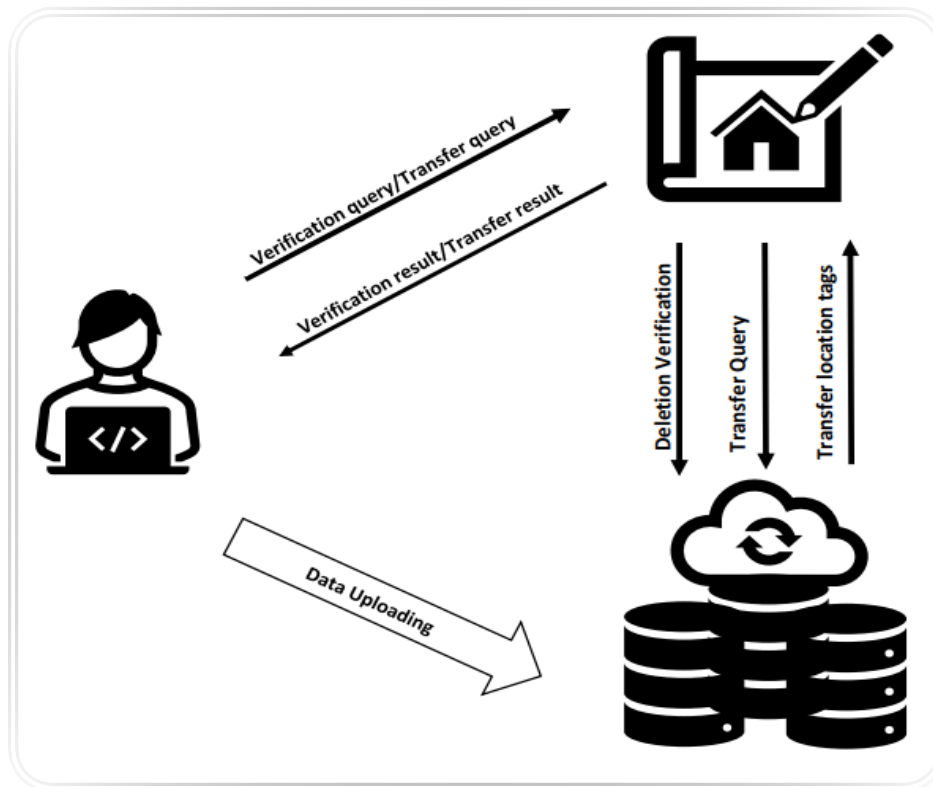 Verification query/Transfer query
Verification result/Transfer result
Deletion Verification
Transfer Query
Transfer location tags
</>
Data Uploading